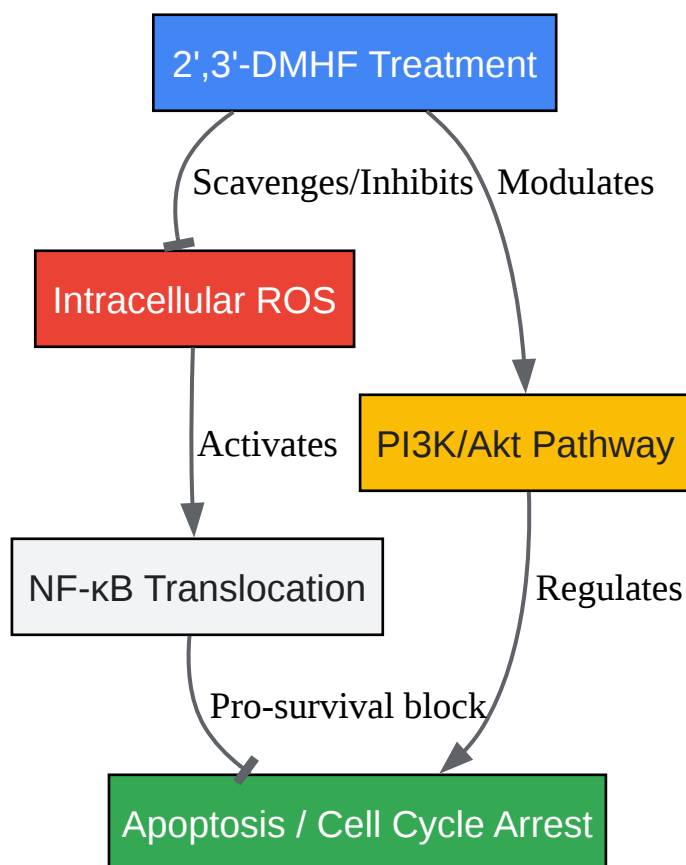 2',3'-DMHF Treatment
Scavenges/Inhibits
Modulates
Intracellular ROS
Activates
PI3K/Akt Pathway
NF-κB Translocation
Regulates
Pro-survival block
Apoptosis / Cell Cycle Arrest